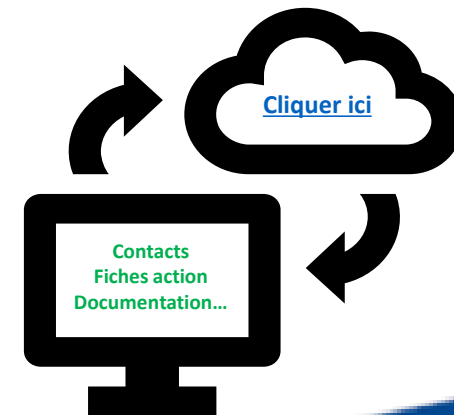 Cliquer ici
Contacts
Fiches action
Documentation…